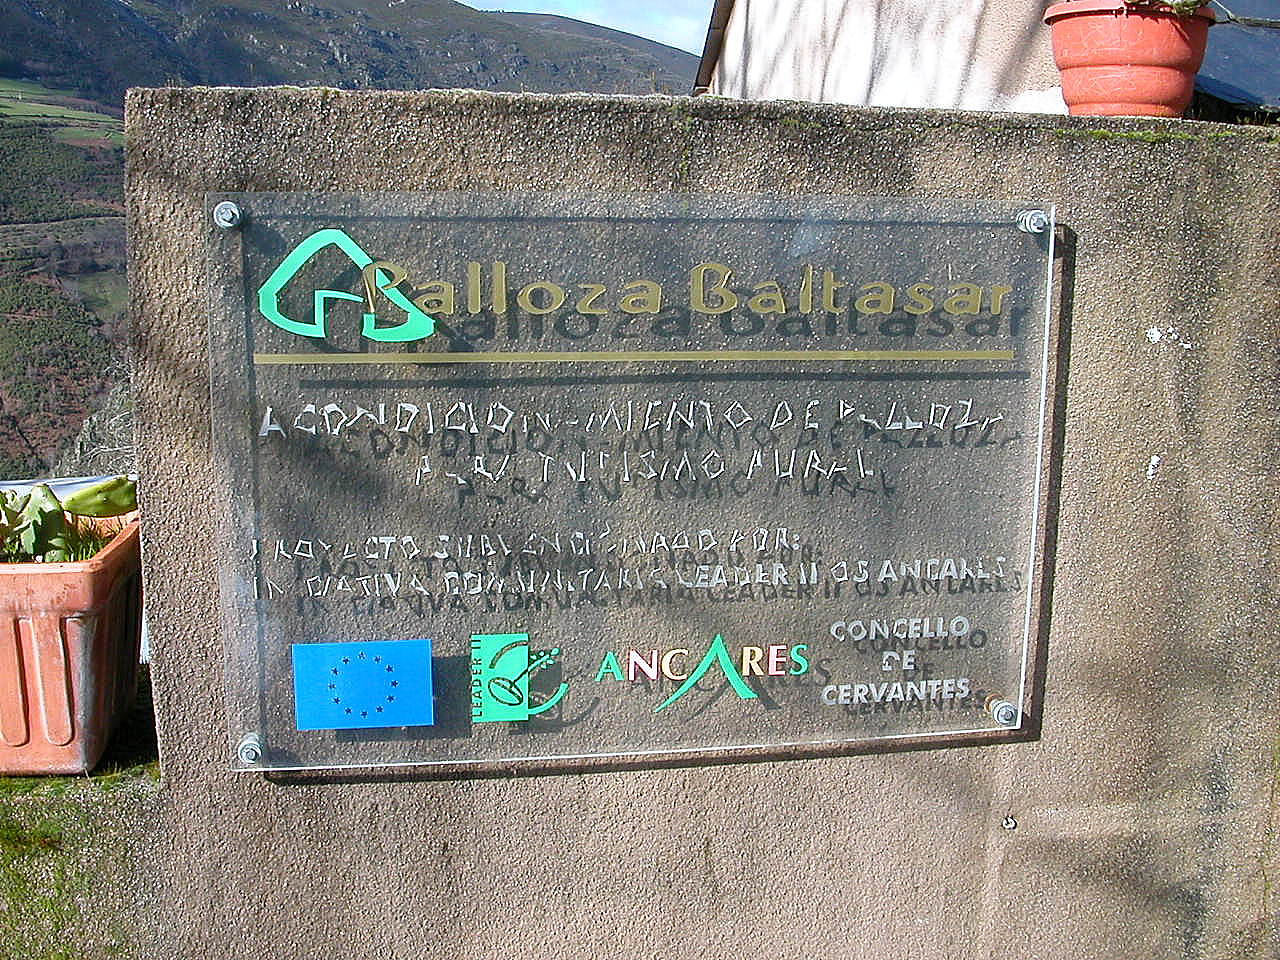 Balloza Baltasar
ACONDICIONAMIENTO DE PALLOZA
PARA TURISMO RURAL
PROYECTO SUBVENCIONADO POR:
INICIATIVA COMUNITARIA LEADER II OS ANCARES
LEADER II
ANCARES
CONCELLO
DE
CERVANTES